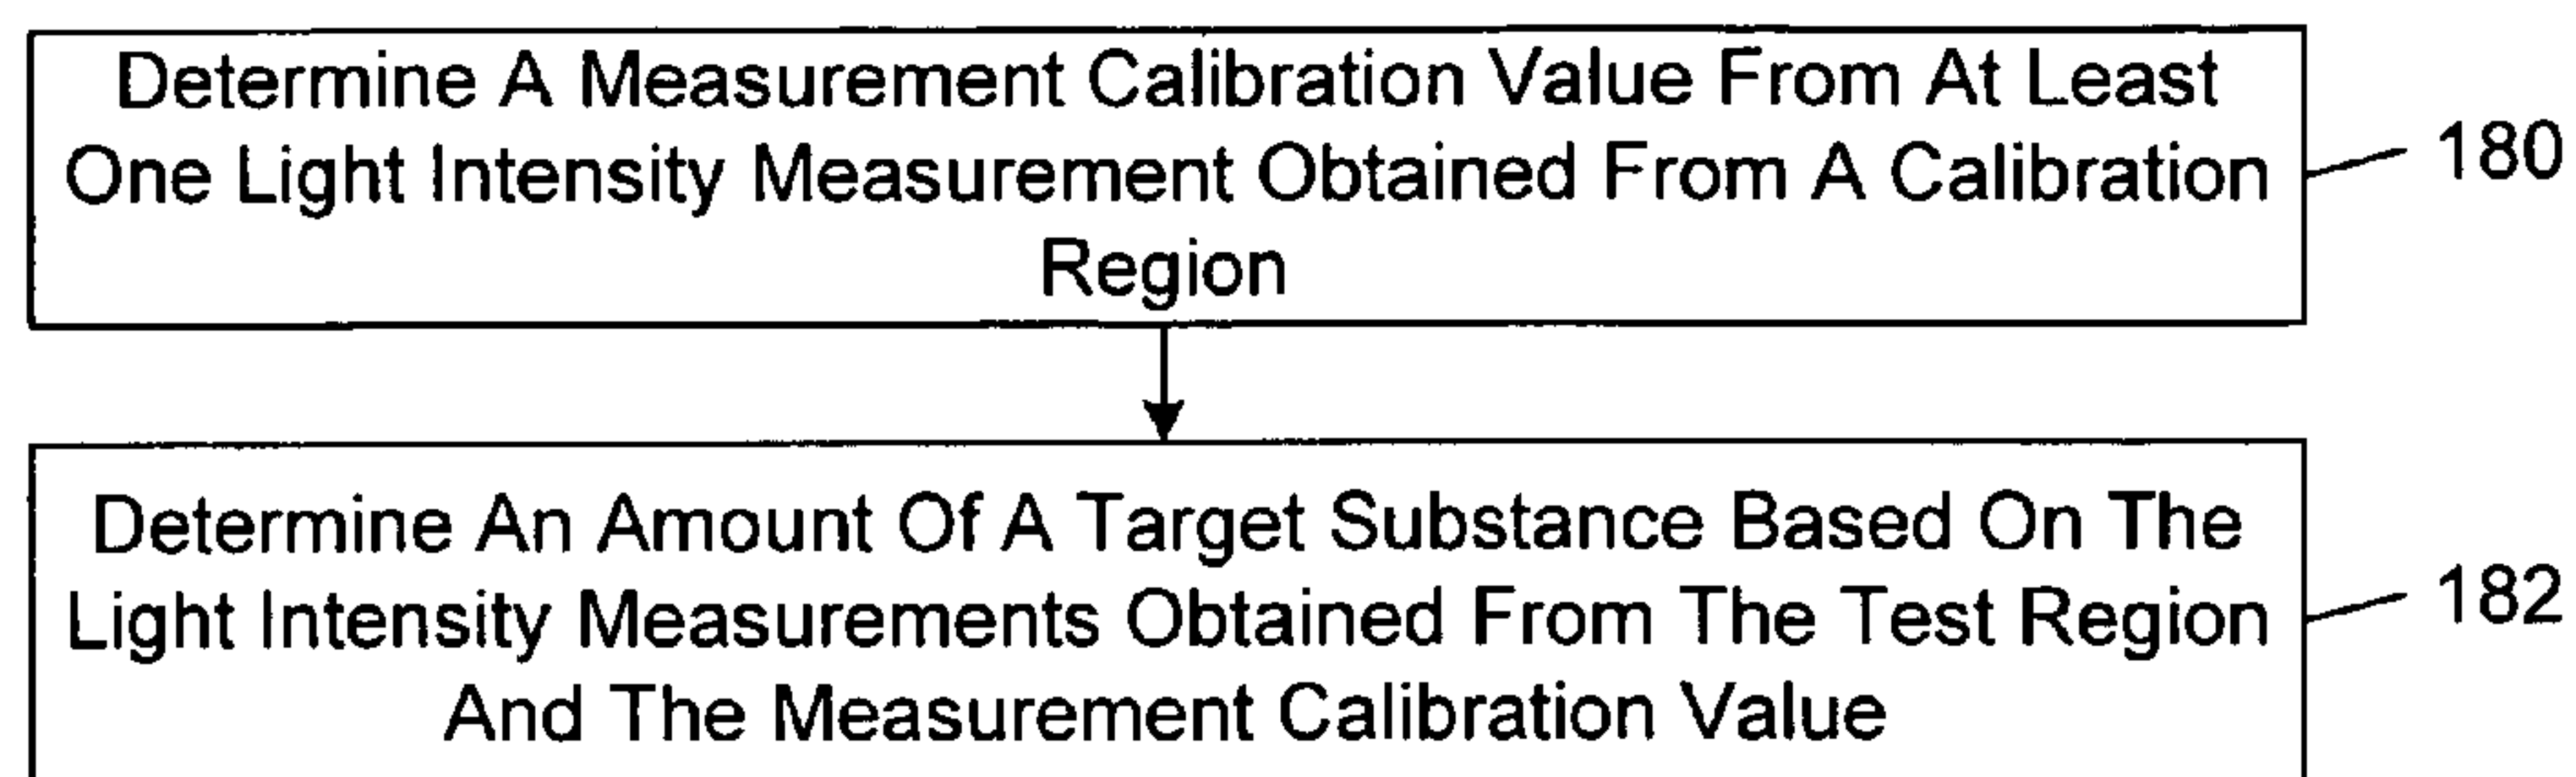 Determine A Measurement Calibration Value From At Least
One Light Intensity Measurement Obtained From A Calibration
Region
180
Determine An Amount Of A Target Substance Based On The
Light Intensity Measurements Obtained From The Test Region
And The Measurement Calibration Value
182